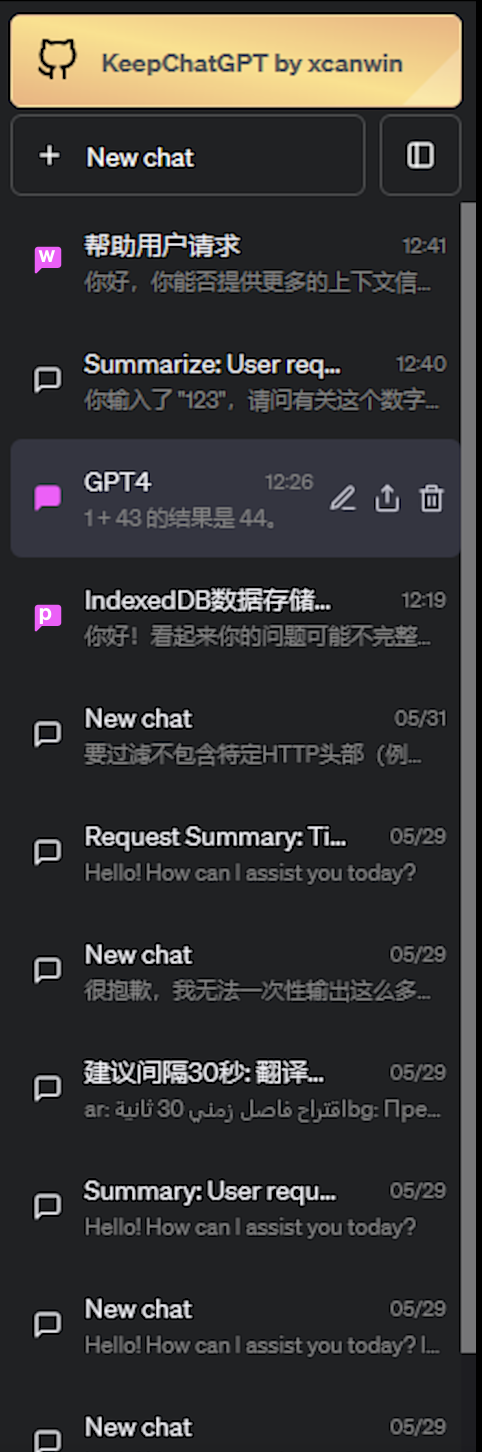 KeepChatGPT by xcanwin
New chat
w
帮助用户请求 12:41
你好，你能否提供更多的上下文信...
Summarize: User req... 12:40
你输入了 "123"，请问有关这个数字...
GPT4 12:26
1 + 43 的结果是 44。
p
IndexedDB数据存储... 12:19
你好！看起来你的问题可能不完整...
New chat 05/31
要过滤不包含特定HTTP头部（例...
Request Summary: Ti... 05/29
Hello! How can I assist you today?
New chat 05/29
很抱歉，我无法一次性输出这么多...
建议间隔30秒: 翻译... 05/29
ar: اقتراح فاصل زمني 30 ثانيةbg: Пре...
Summary: User requ... 05/29
Hello! How can I assist you today?
New chat 05/29
Hello! How can I assist you today? I...
New chat 05/29